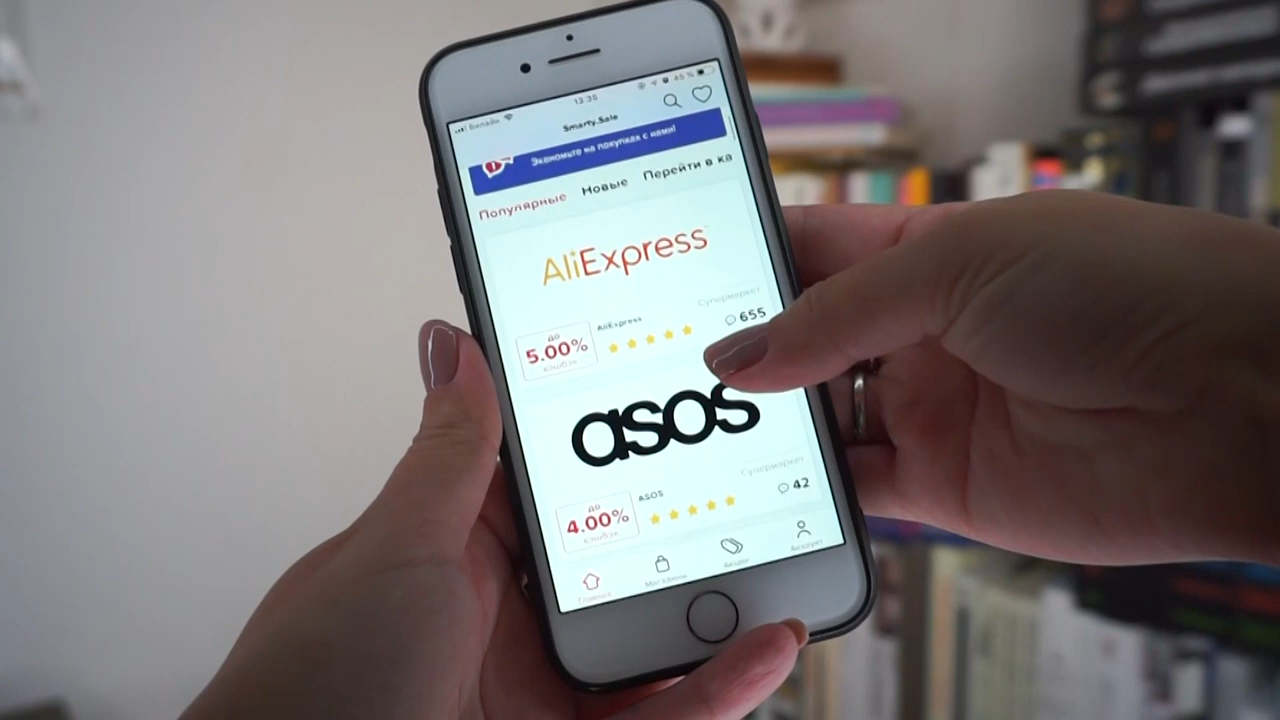 Билайн 13:35 45 %
Smarty.Sale
Экономьте на покупках с нами!
Популярные Новые Перейти в ка
AliExpress
Супермаркет
до
5.00%
кэшбэк
AliExpress
655
asos
Супермаркет
до
4.00%
кэшбэк
ASOS
42
Главная Магазины Акции Аккаунт